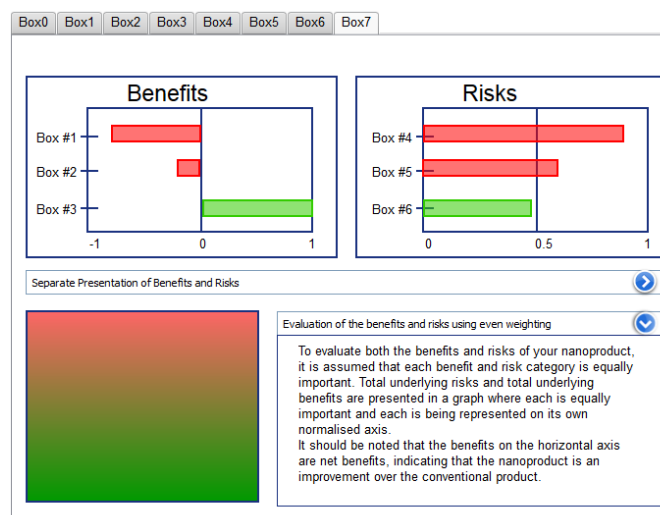 Box0 Box1 Box2 Box3 Box4 Box5 Box6 Box7
Benefits
Box #1
Box #2
Box #3
-1 0 1
Risks
Box #4
Box #5
Box #6
0 0.5 1
Separate Presentation of Benefits and Risks
Evaluation of the benefits and risks using even weighting
To evaluate both the benefits and risks of your nanoproduct,
it is assumed that each benefit and risk category is equally
important. Total underlying risks and total underlying
benefits are presented in a graph where each is equally
important and each is being represented on its own
normalised axis.
It should be noted that the benefits on the horizontal axis
are net benefits, indicating that the nanoproduct is an
improvement over the conventional product.